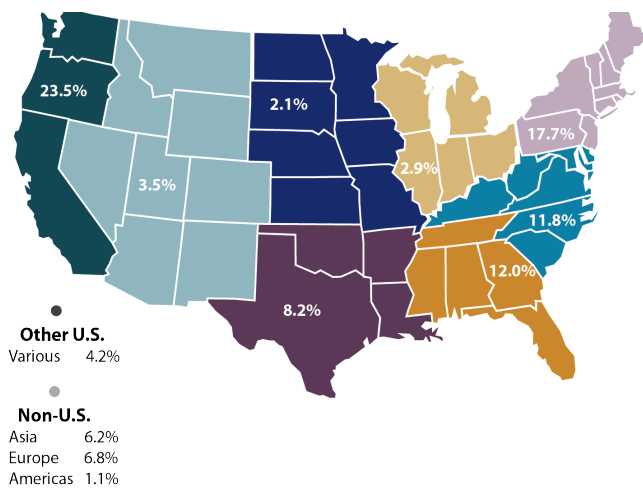 23.5%
2.1%
17.7%
2.9%
3.5%
11.8%
12.0%
8.2%
Other U.S.
Various 4.2%
Non-U.S.
Asia 6.2%
Europe 6.8%
Americas 1.1%